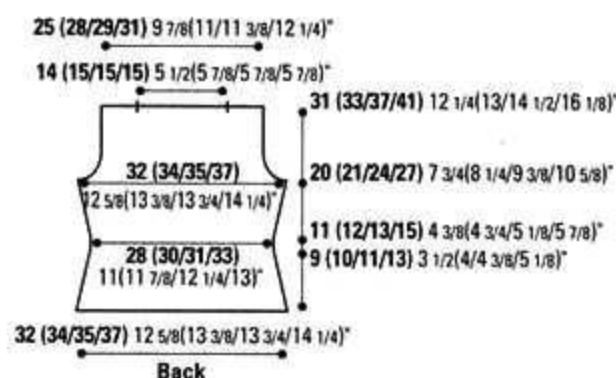 25 (28/29/31) 9 7/8(11/11 3/8/12 1/4)"
14 (15/15/15) 5 1/2(5 7/8/5 7/8/5 7/8)"
31 (33/37/41) 12 1/4(13/14 1/2/16 1/8)"
32 (34/35/37)
12 5/8(13 3/8/13 3/4/14 1/4)"
20 (21/24/27) 7 3/4(8 1/4/9 3/8/10 5/8)"
11 (12/13/15) 4 3/8(4 3/4/5 1/8/5 7/8)"
28 (30/31/33)
11(11 7/8/12 1/4/13)"
9 (10/11/13) 3 1/2(4/4 3/8/5 1/8)"
32 (34/35/37) 12 5/8(13 3/8/13 3/4/14 1/4)"
Back